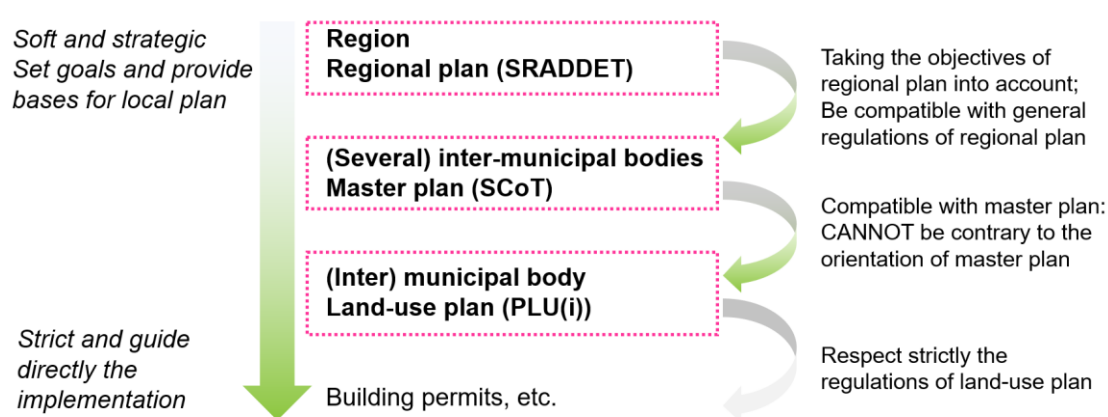 Soft and strategic
Set goals and provide
bases for local plan
Region
Regional plan (SRADDET)
Taking the objectives of
regional plan into account;
Be compatible with general
regulations of regional plan
(Several) inter-municipal bodies
Master plan (SCoT)
Compatible with master plan:
CANNOT be contrary to the
orientation of master plan
(Inter) municipal body
Land-use plan (PLU(i))
Strict and guide
directly the
implementation
Respect strictly the
regulations of land-use plan
Building permits, etc.